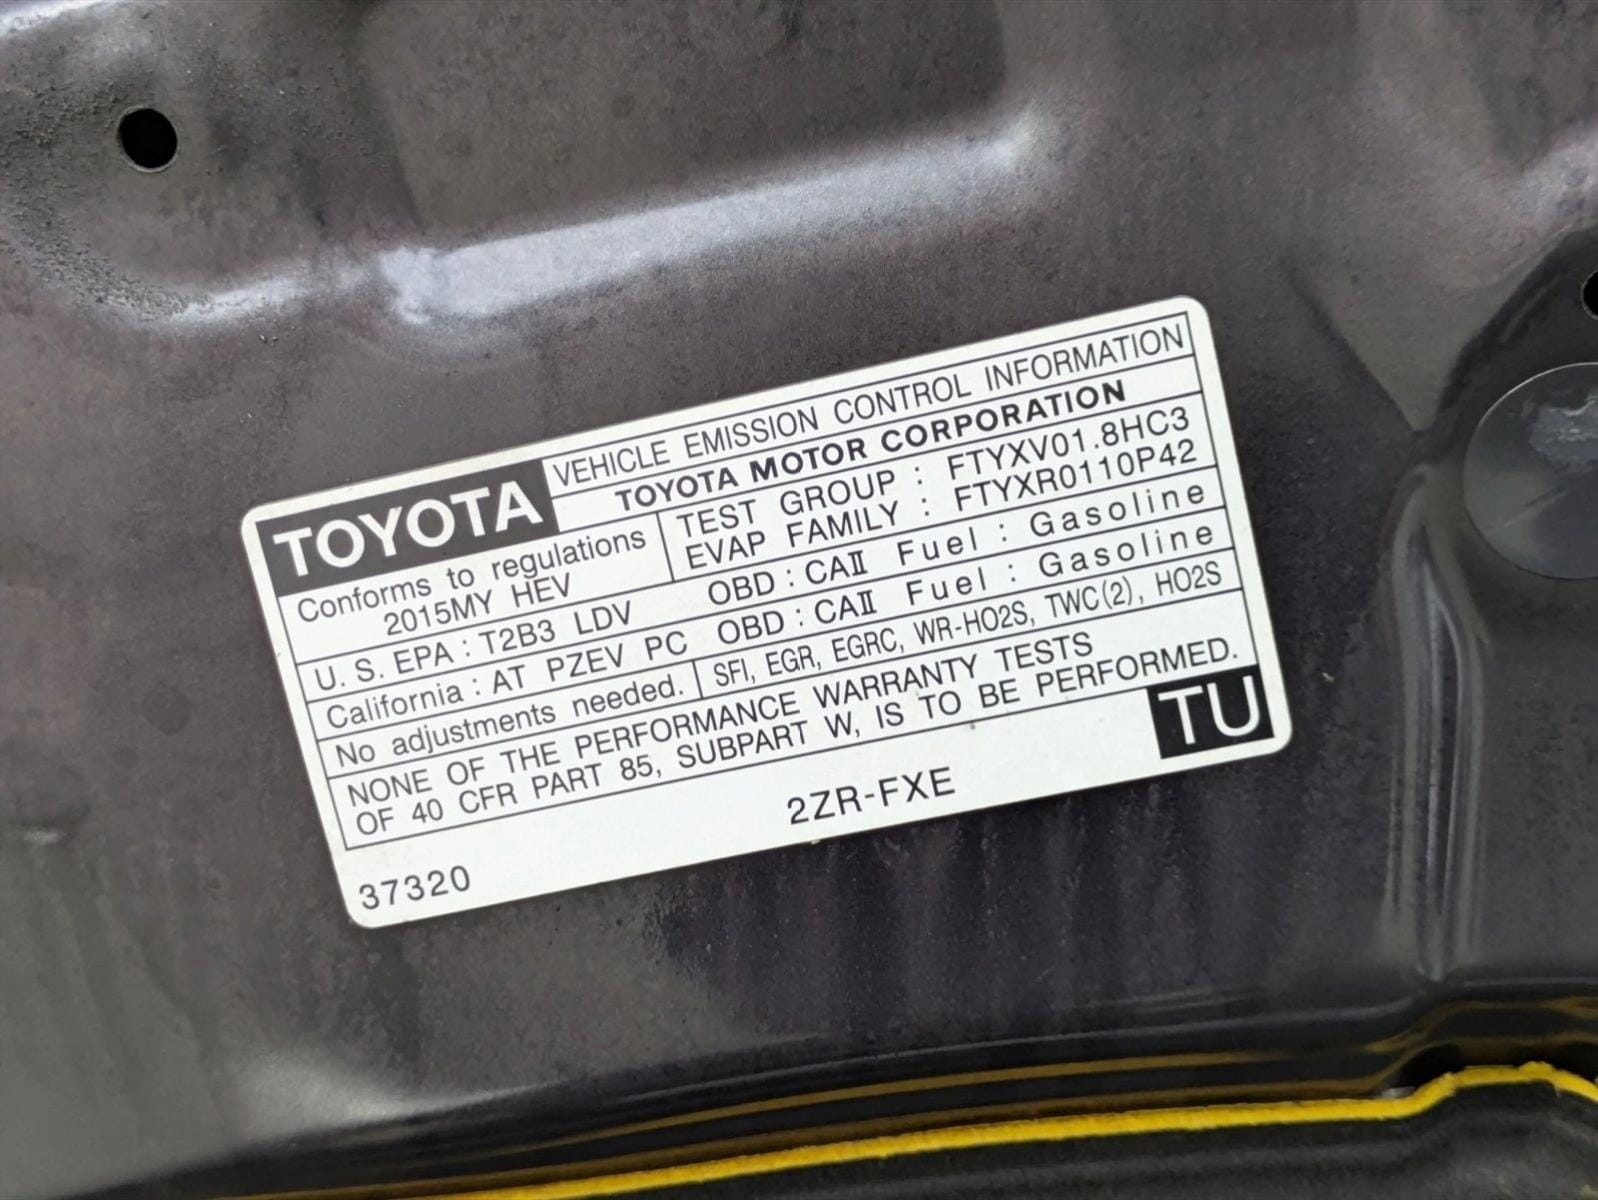 TOYOTA
VEHICLE EMISSION CONTROL INFORMATION
TOYOTA MOTOR CORPORATION
Conforms to regulations
2015MY HEV
TEST GROUP : FTYXV01.8HC3
EVAP FAMILY : FTYXR0110P42
U. S. EPA : T2B3 LDV OBD : CAⅡ Fuel : Gasoline
California : AT PZEV PC OBD : CAⅡ Fuel : Gasoline
No adjustments needed. SFI, EGR, EGRC, WR-HO2S, TWC(2), HO2S
NONE OF THE PERFORMANCE WARRANTY TESTS
OF 40 CFR PART 85, SUBPART W, IS TO BE PERFORMED.
TU
2ZR-FXE
37320